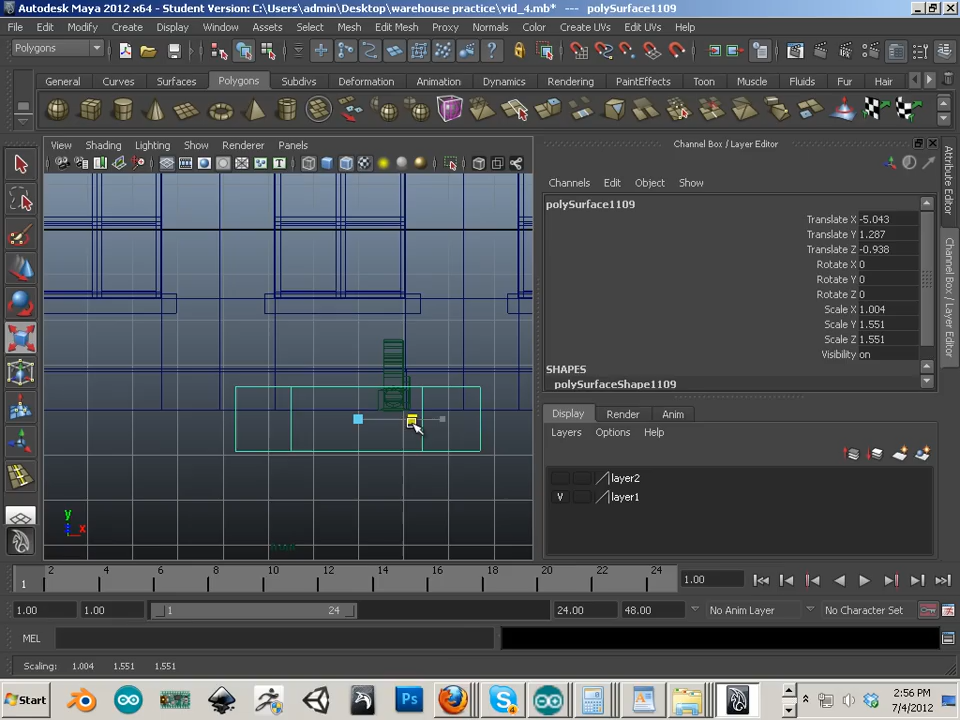 Autodesk Maya 2012 x64 - Student Version: C:\Users\admin\Desktop\warehouse practice\vid_4.mb* --- polySurface1109
File Edit Modify Create Display Window Assets Select Mesh Edit Mesh Proxy Normals Color Create UVs Edit UVs Help
Polygons
General Curves Surfaces Polygons Subdivs Deformation Animation Dynamics Rendering PaintEffects Toon Muscle Fluids Fur Hair
View Shading Lighting Show Renderer Panels
Channel Box / Layer Editor
Channels Edit Object Show
polySurface1109
Translate X -5.043
Translate Y 1.287
Translate Z -0.938
Rotate X 0
Rotate Y 0
Rotate Z 0
Scale X 1.004
Scale Y 1.551
Scale Z 1.551
Visibility on
SHAPES
polySurfaceShape1109
Attribute Editor
Channel Box / Layer Editor
Display Render Anim
Layers Options Help
layer2
V layer1
y
x
2 4 6 8 10 12 14 16 18 20 22 24
1
1.00
1.00 1.00 1 24 24.00 48.00 No Anim Layer No Character Set
MEL
Scaling: 1.004 1.551 1.551
Start
Ps
2:56 PM
7/4/2012